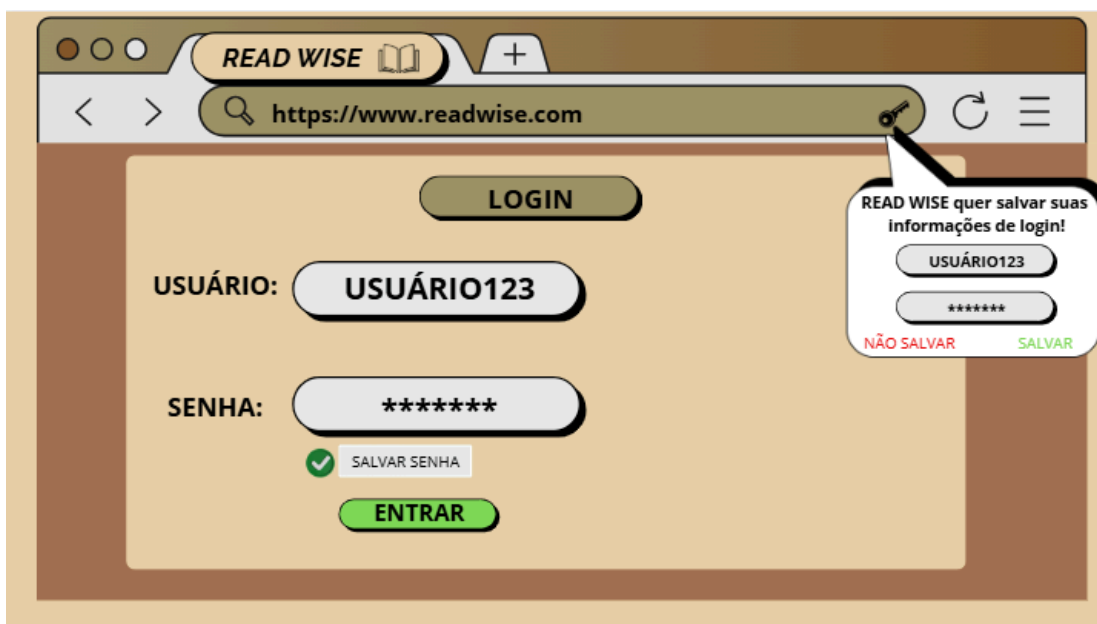 READ WISE
+
https://www.readwise.com
LOGIN
READ WISE quer salvar suas
informações de login!
USUÁRIO123
*******
NÃO SALVAR SALVAR
USUÁRIO: USUÁRIO123
SENHA: *******
SALVAR SENHA
ENTRAR